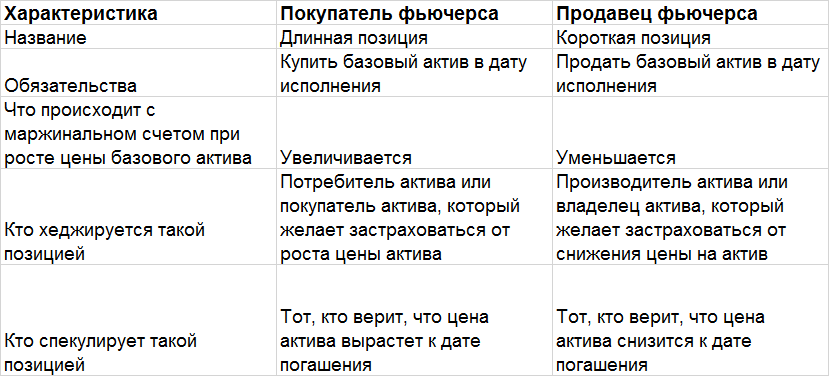 Характеристика
Покупатель фьючерса
Продавец фьючерса
Название
Длинная позиция
Короткая позиция
Обязательства
Купить базовый актив в дату
исполнения
Продать базовый актив в дату
исполнения
Что происходит с
маржинальном счетом при
росте цены базового актива
Увеличивается
Уменьшается
Кто хеджируется такой
позицией
Потребитель актива или
покупатель актива, который
желает застраховаться от
роста цены актива
Производитель актива или
владелец актива, который
желает застраховаться от
снижения цены на актив
Кто спекулирует такой
позицией
Тот, кто верит, что цена
актива вырастет к дате
погашения
Тот, кто верит, что цена
актива снизится к дате
погашения